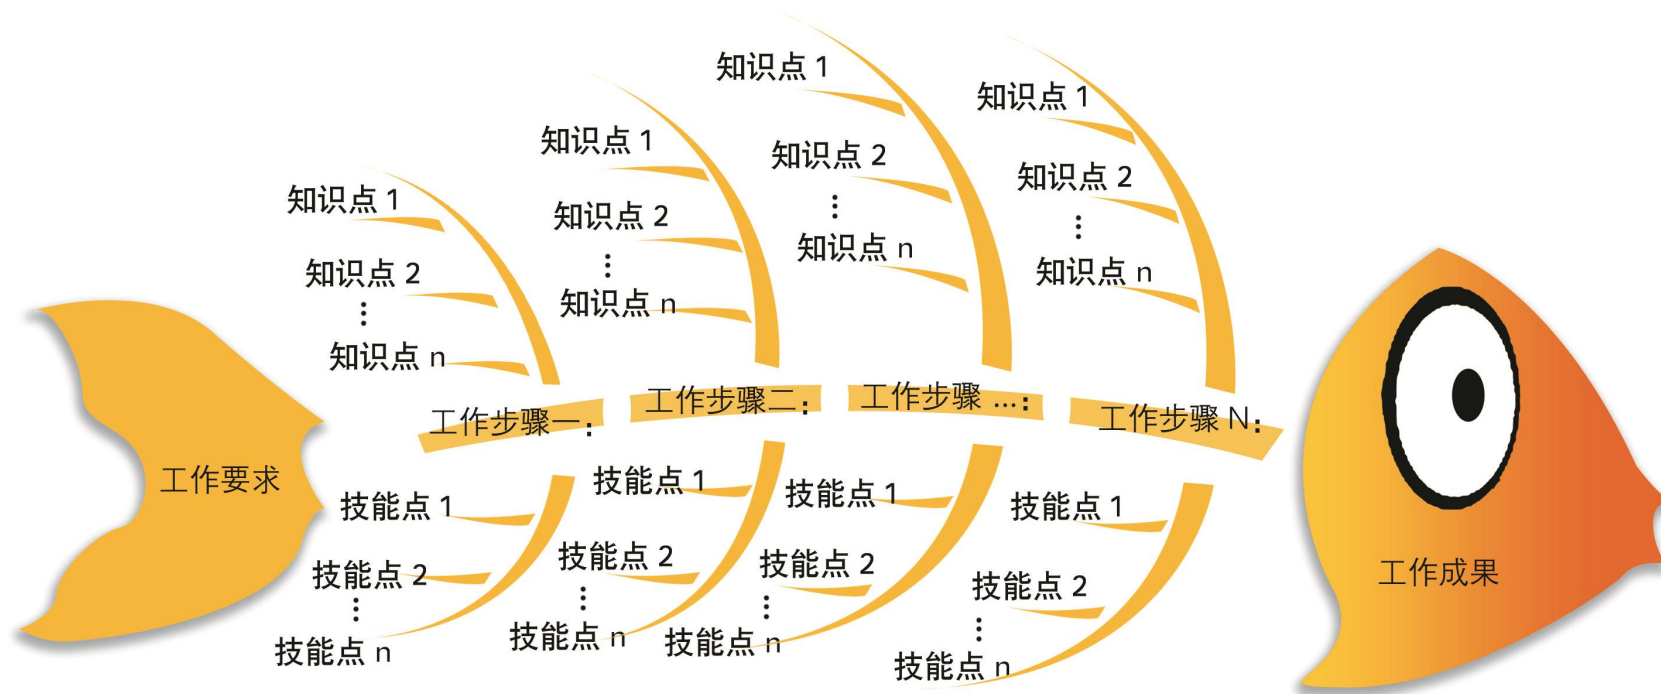 知识点 1
知识点 2
⋮
知识点 n
知识点 1
知识点 2
⋮
知识点 n
知识点 1
知识点 2
⋮
知识点 n
知识点 1
知识点 2
⋮
知识点 n
工作要求
工作步骤一：
工作步骤二：
工作步骤 …：
工作步骤 N：
工作成果
技能点 1
技能点 2
⋮
技能点 n
技能点 1
技能点 2
⋮
技能点 n
技能点 1
技能点 2
⋮
技能点 n
技能点 1
技能点 2
⋮
技能点 n